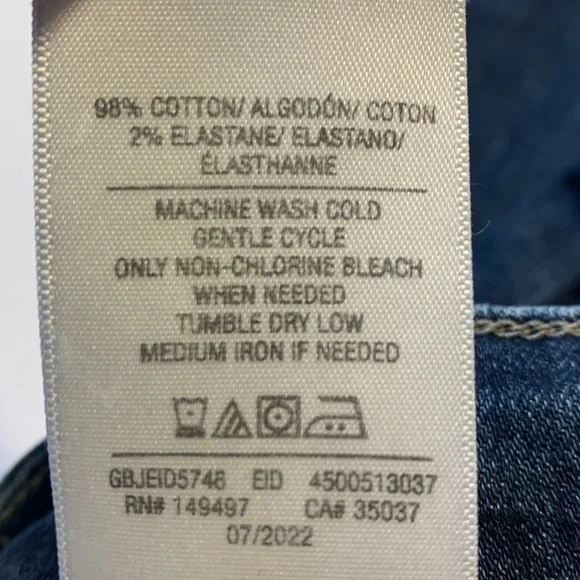 98% COTTON/ ALGODÓN/ COTON
2% ELASTANE/ ELASTANO/
ÉLASTHANNE
MACHINE WASH COLD
GENTLE CYCLE
ONLY NON-CHLORINE BLEACH
WHEN NEEDED
TUMBLE DRY LOW
MEDIUM IRON IF NEEDED
GBJEID5748 EID 4500513037
RN# 149497 CA# 35037
07/2022